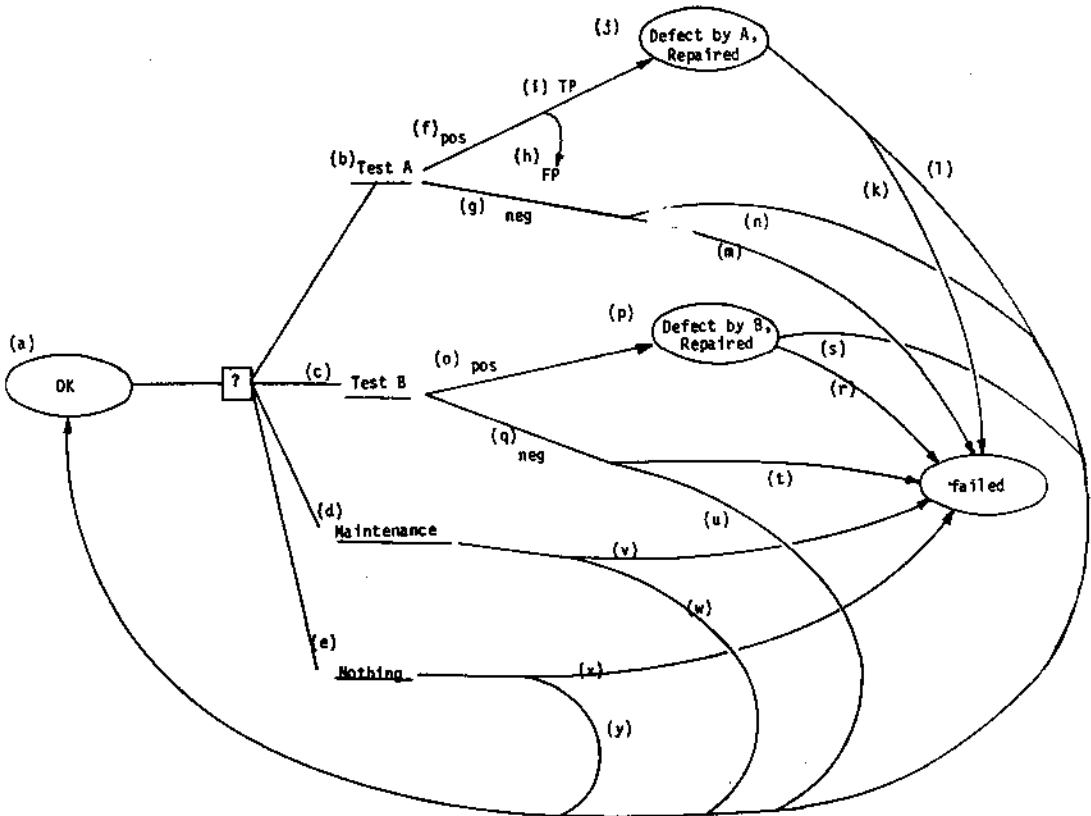 (j) Defect by A,
Repaired
(i) TP
(f) pos
(h) FP
(b) Test A
(l)
(k)
(g) neg
(n)
(m)
(p) Defect by B,
Repaired
(a)
(s)
(o) pos
OK
?
(c) Test B
(r)
(q) neg
(t)
failed
(u)
(d) Maintenance
(v)
(w)
(e) Nothing
(x)
(y)